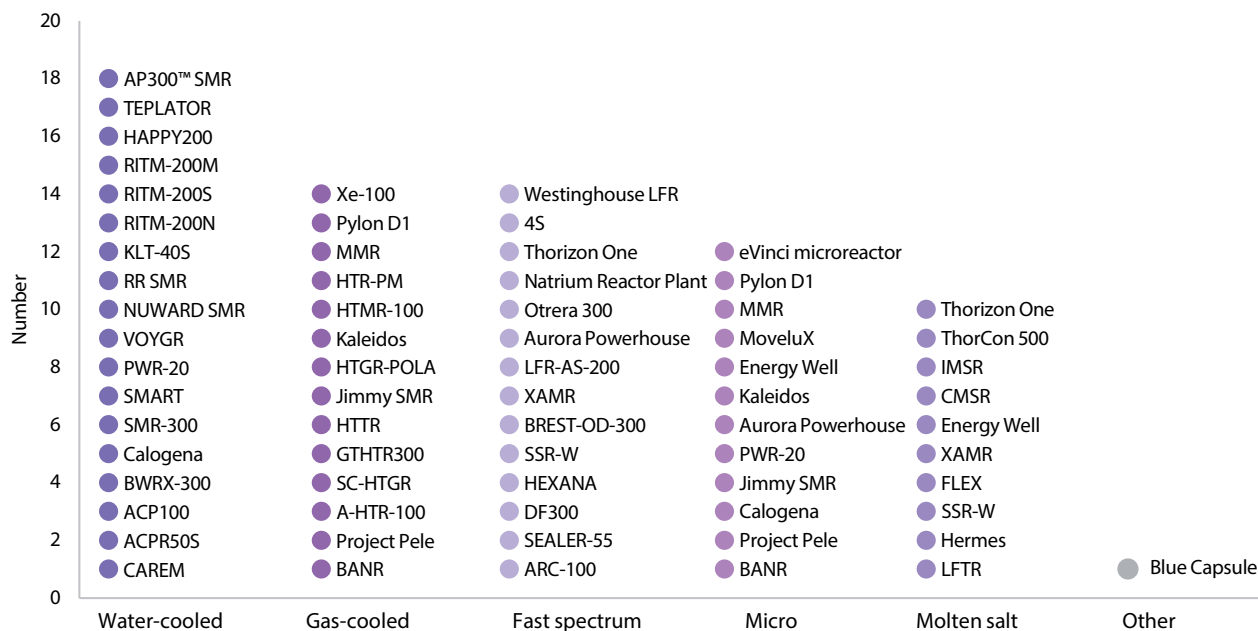 20
18
16
14
12
10
8
6
4
2
0
Number
AP300™ SMR
TEPLATOR
HAPPY200
RITM-200M
RITM-200S
RITM-200N
KLT-40S
RR SMR
NUWARD SMR
VOYGR
PWR-20
SMART
SMR-300
Calogena
BWRX-300
ACP100
ACPR50S
CAREM
Water-cooled
Xe-100
Pylon D1
MMR
HTR-PM
HTMR-100
Kaleidos
HTGR-POLA
Jimmy SMR
HTTR
GTHTR300
SC-HTGR
A-HTR-100
Project Pele
BANR
Gas-cooled
Westinghouse LFR
4S
Thorizon One
Natrium Reactor Plant
Otrera 300
Aurora Powerhouse
LFR-AS-200
XAMR
BREST-OD-300
SSR-W
HEXANA
DF300
SEALER-55
ARC-100
Fast spectrum
eVinci microreactor
Pylon D1
MMR
MoveluX
Energy Well
Kaleidos
Aurora Powerhouse
PWR-20
Jimmy SMR
Calogena
Project Pele
BANR
Micro
Thorizon One
ThorCon 500
IMSR
CMSR
Energy Well
XAMR
FLEX
SSR-W
Hermes
LFTR
Molten salt
Blue Capsule
Other